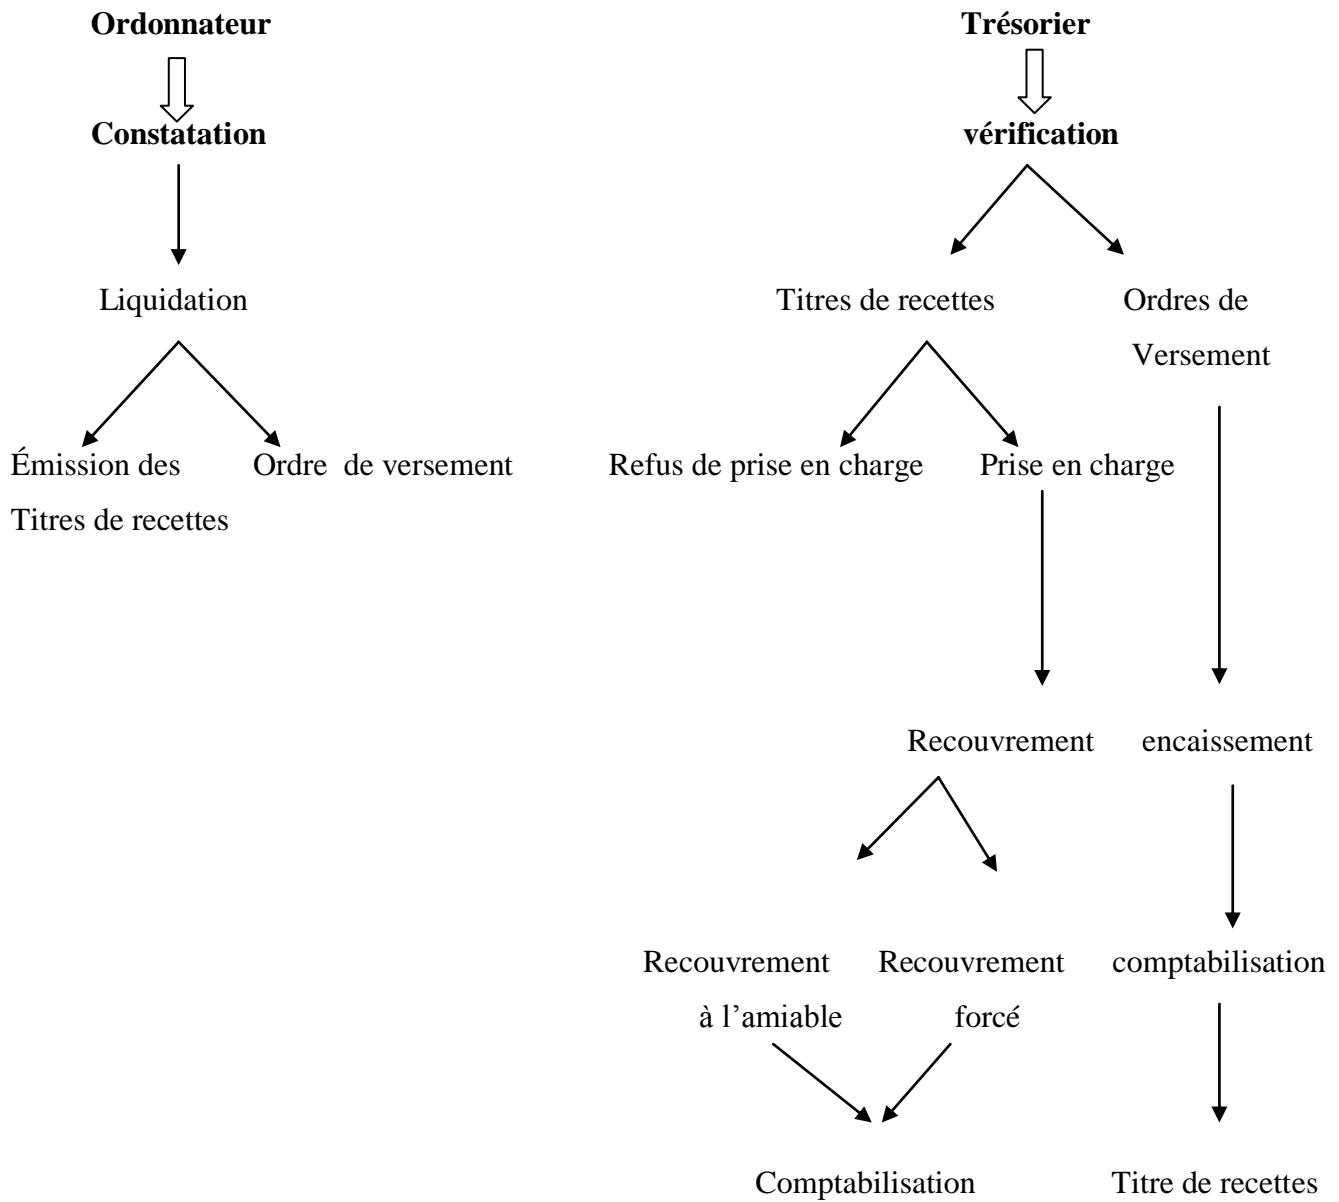 Ordonnateur
Constatation
Liquidation
Émission des
Titres de recettes
Ordre de versement
Trésorier
vérification
Titres de recettes
Ordres de
Versement
Refus de prise en charge
Prise en charge
Recouvrement
encaissement
Recouvrement
à l’amiable
Recouvrement
forcé
comptabilisation
Comptabilisation
Titre de recettes